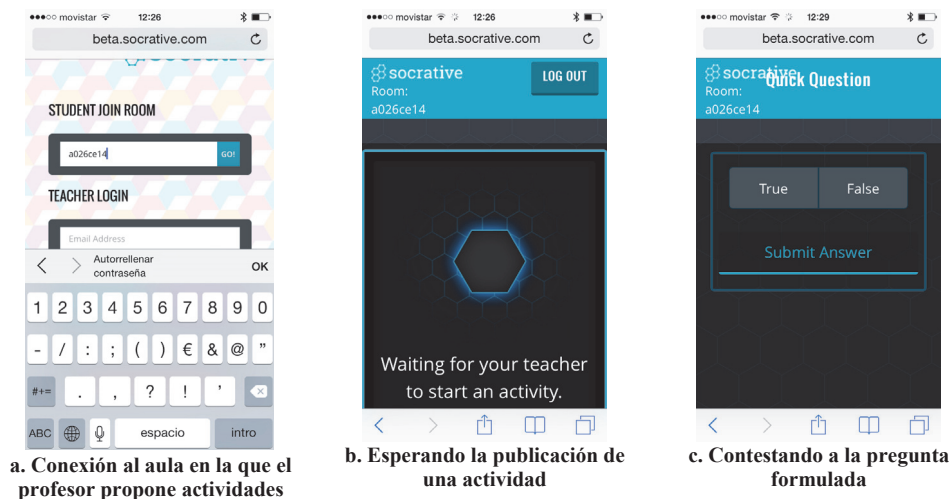 movistar 12:26
beta.socrative.com
socrative
STUDENT JOIN ROOM
a026ce14 GO!
TEACHER LOGIN
Email Address
Autorrellenar
contraseña OK
1 2 3 4 5 6 7 8 9 0
- / : ; ( ) € & @ ”
#+= . , ? ! ’
ABC espacio intro
a. Conexión al aula en la que el
profesor propone actividades
movistar 12:26
beta.socrative.com
socrative LOG OUT
Room:
a026ce14
Waiting for your teacher
to start an activity.
b. Esperando la publicación de
una actividad
movistar 12:29
beta.socrative.com
socrative Quick Question
Room:
a026ce14
True False
Submit Answer
c. Contestando a la pregunta
formulada